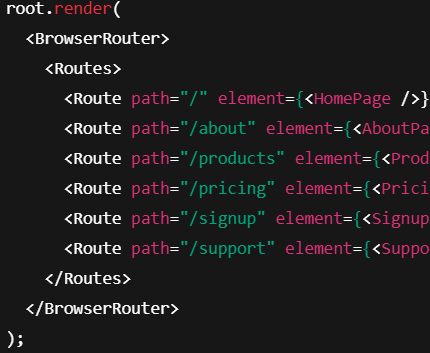 root.render(
  <BrowserRouter>
    <Routes>
      <Route path="/" element={<HomePage />}
      <Route path="/about" element={<AboutPa
      <Route path="/products" element={<Prod
      <Route path="/pricing" element={<Prici
      <Route path="/signup" element={<Signup
      <Route path="/support" element={<Suppo
    </Routes>
  </BrowserRouter>
);